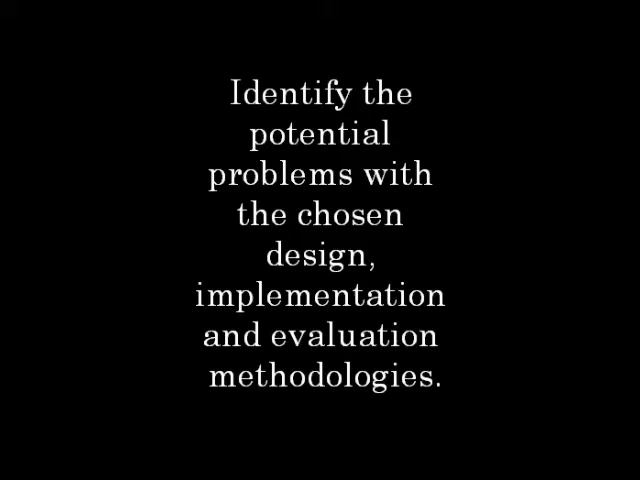 Identify the
potential
problems with
the chosen
design,
implementation
and evaluation
methodologies.